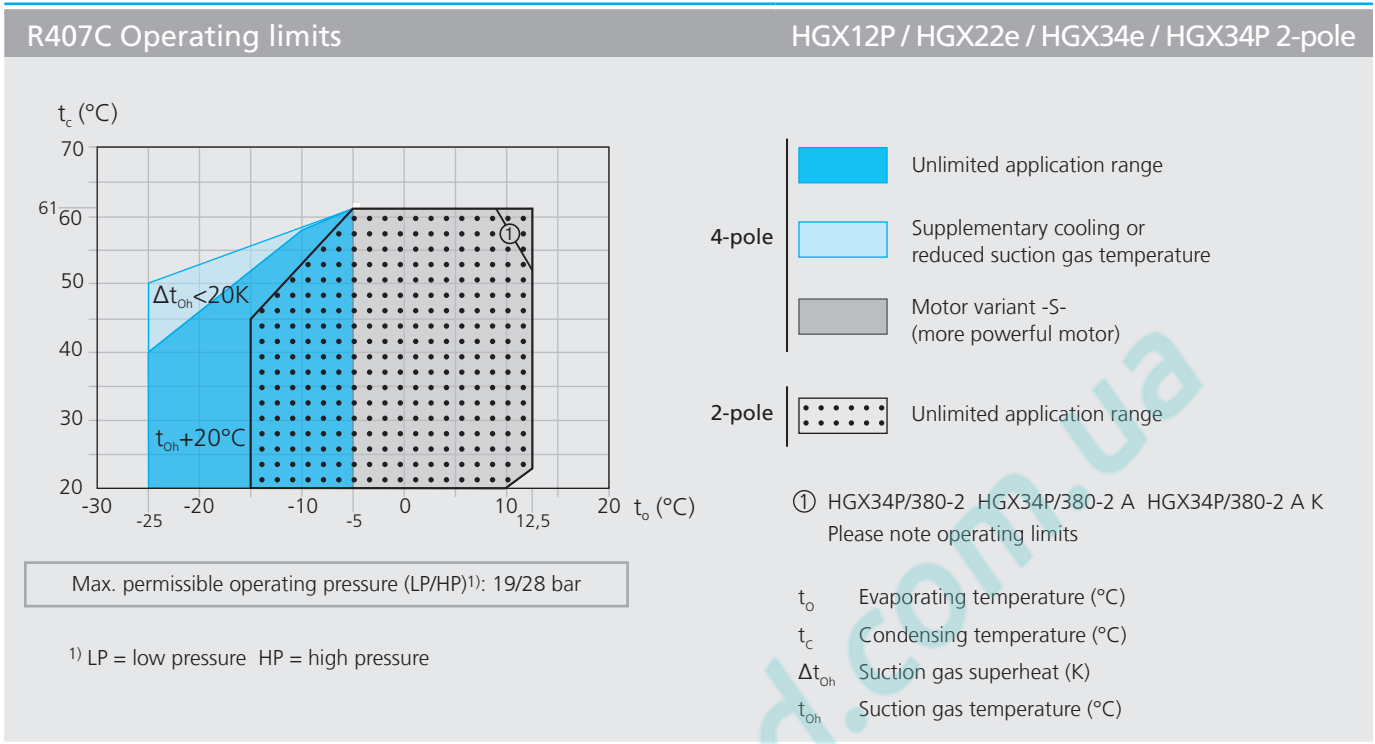 R407C Operating limits
HGX12P / HGX22e / HGX34e / HGX34P 2-pole
tc (°C)
70
61
60
50
40
30
20
ΔtOh<20K
tOh+20°C
①
-30
-25
-20
-10
-5
0
10
12,5
20
to (°C)
Max. permissible operating pressure (LP/HP)1): 19/28 bar
1) LP = low pressure HP = high pressure
4-pole
Unlimited application range
Supplementary cooling or
reduced suction gas temperature
Motor variant -S-
(more powerful motor)
2-pole
Unlimited application range
① HGX34P/380-2 HGX34P/380-2 A HGX34P/380-2 A K
Please note operating limits
to Evaporating temperature (°C)
tc Condensing temperature (°C)
ΔtOh Suction gas superheat (K)
tOh Suction gas temperature (°C)
d.com.ua